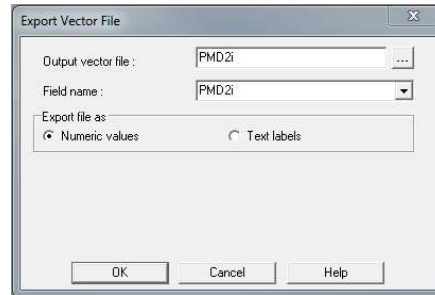 Export Vector File
Output vector file : PMD2i ...
Field name : PMD2i
Export file as
Numeric values Text labels
OK Cancel Help